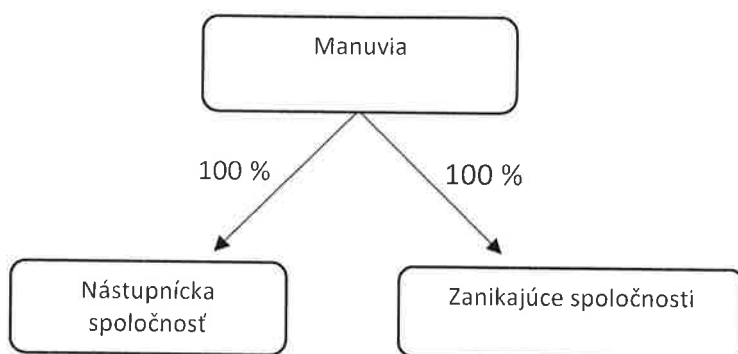 Manuvia
100 %
100 %
Nástupnícka
spoločnosť
Zanikajúce spoločnosti